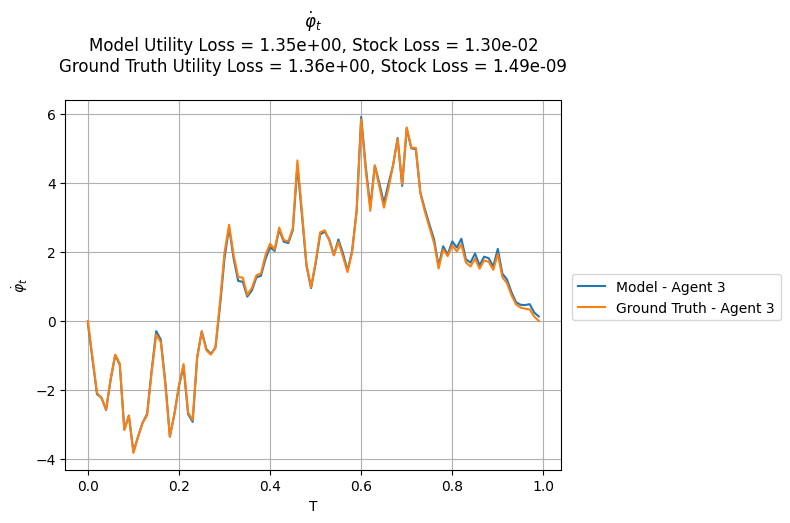 φ̇ₜ
Model Utility Loss = 1.35e+00, Stock Loss = 1.30e-02
Ground Truth Utility Loss = 1.36e+00, Stock Loss = 1.49e-09
6
4
2
0
−2
−4
φ̇ₜ
0.0 0.2 0.4 0.6 0.8 1.0
T
Model - Agent 3
Ground Truth - Agent 3